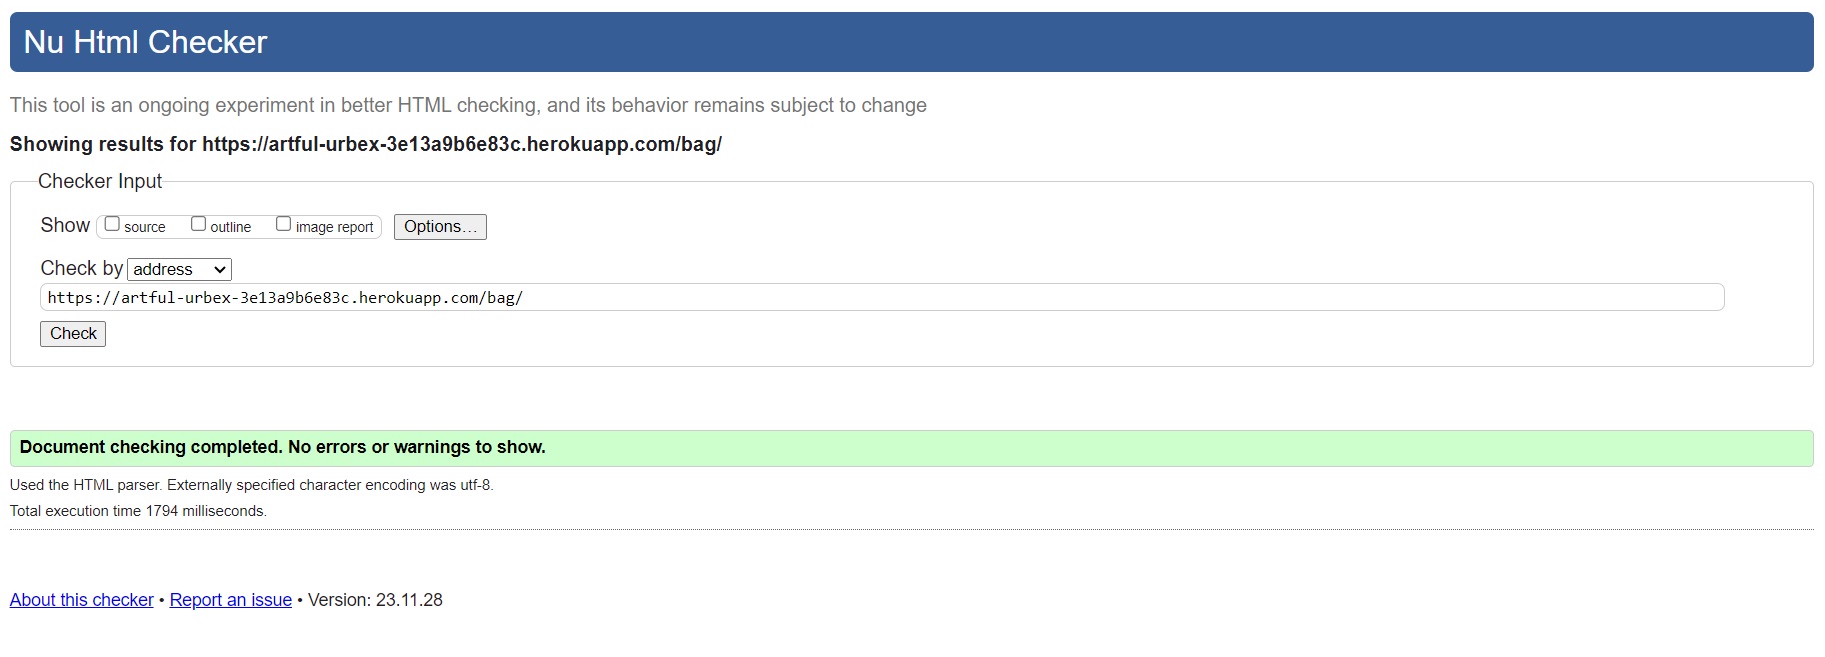 Nu Html Checker
This tool is an ongoing experiment in better HTML checking, and its behavior remains subject to change
Showing results for https://artful-urbex-3e13a9b6e83c.herokuapp.com/bag/
Checker Input
Show source outline image report Options...
Check by address
https://artful-urbex-3e13a9b6e83c.herokuapp.com/bag/
Check
Document checking completed. No errors or warnings to show.
Used the HTML parser. Externally specified character encoding was utf-8.
Total execution time 1794 milliseconds.
About this checker • Report an issue • Version: 23.11.28